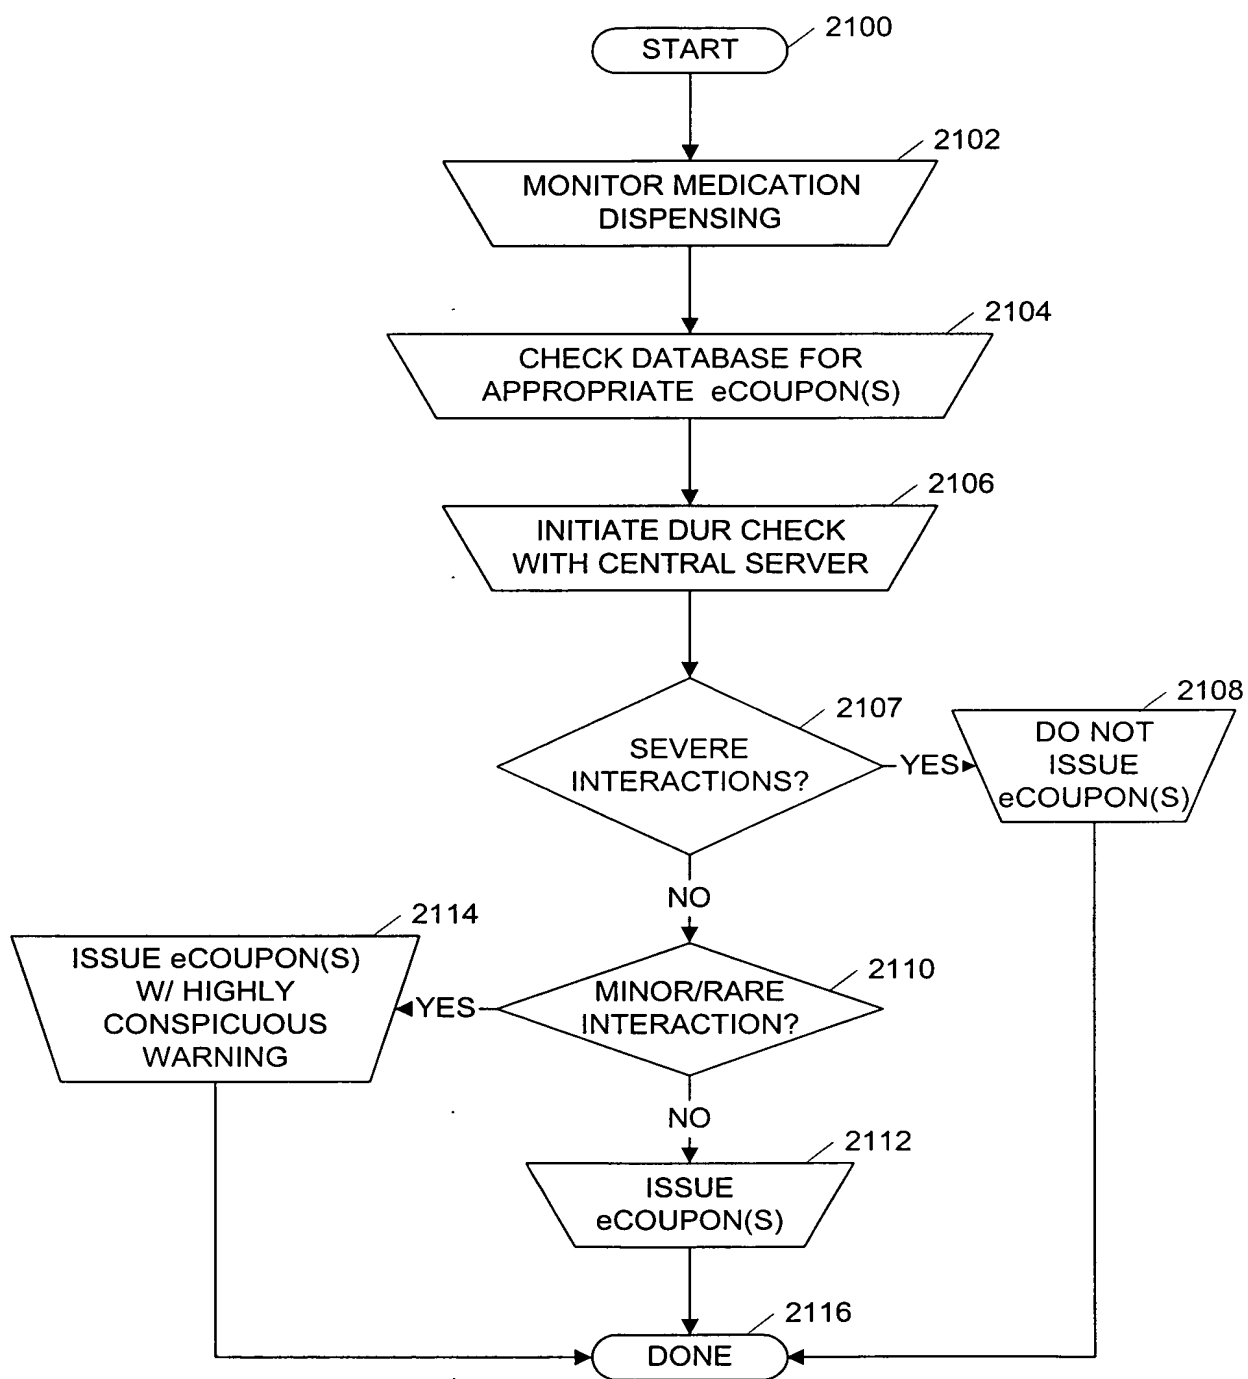 2100
START
2102
MONITOR MEDICATION
DISPENSING
2104
CHECK DATABASE FOR
APPROPRIATE eCOUPON(S)
2106
INITIATE DUR CHECK
WITH CENTRAL SERVER
2107
SEVERE
INTERACTIONS?
YES
2108
DO NOT
ISSUE
eCOUPON(S)
NO
2114
ISSUE eCOUPON(S)
W/ HIGHLY
CONSPICUOUS
WARNING
YES
2110
MINOR/RARE
INTERACTION?
NO
2112
ISSUE
eCOUPON(S)
2116
DONE